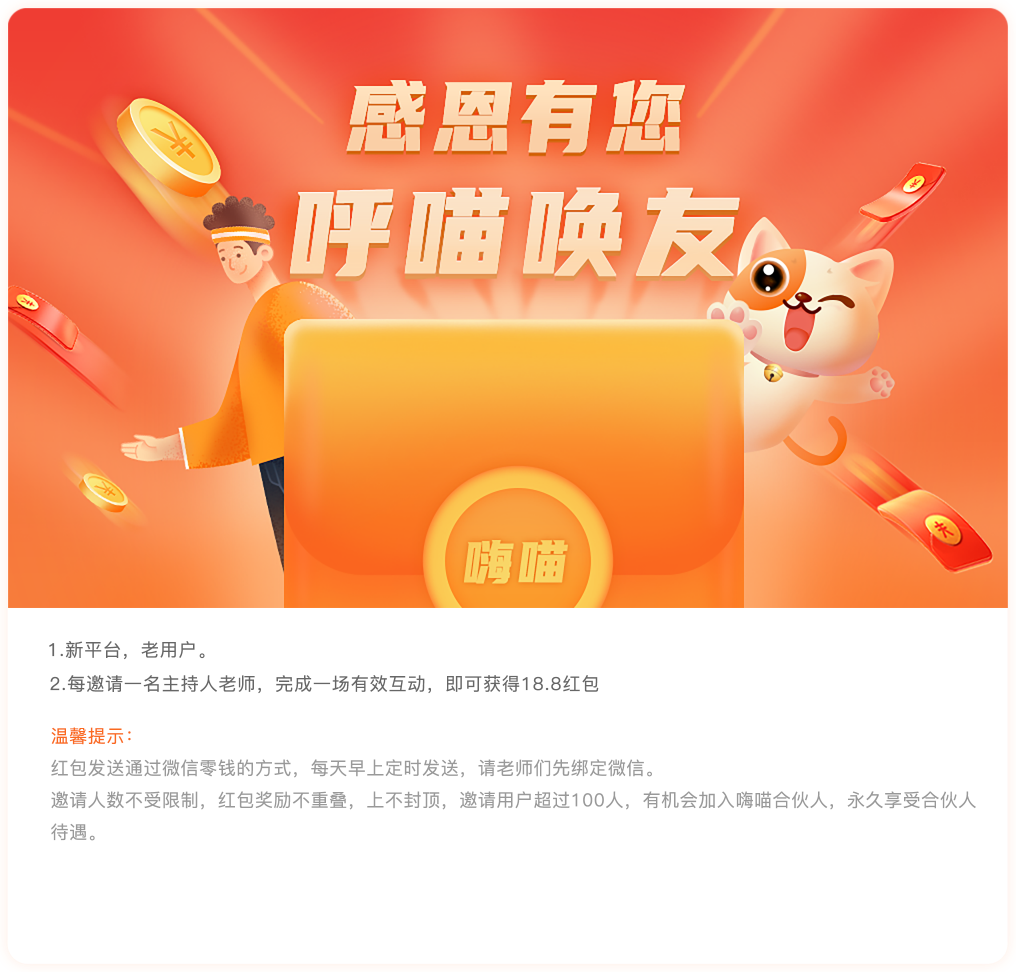 感恩有您
呼喵唤友
嗨喵
1.新平台，老用户。
2.每邀请一名主持人老师，完成一场有效互动，即可获得18.8红包
温馨提示：
红包发送通过微信零钱的方式，每天早上定时发送，请老师们先绑定微信。
邀请人数不受限制，红包奖励不重叠，上不封顶，邀请用户超过100人，有机会加入嗨喵合伙人，永久享受合伙人
待遇。